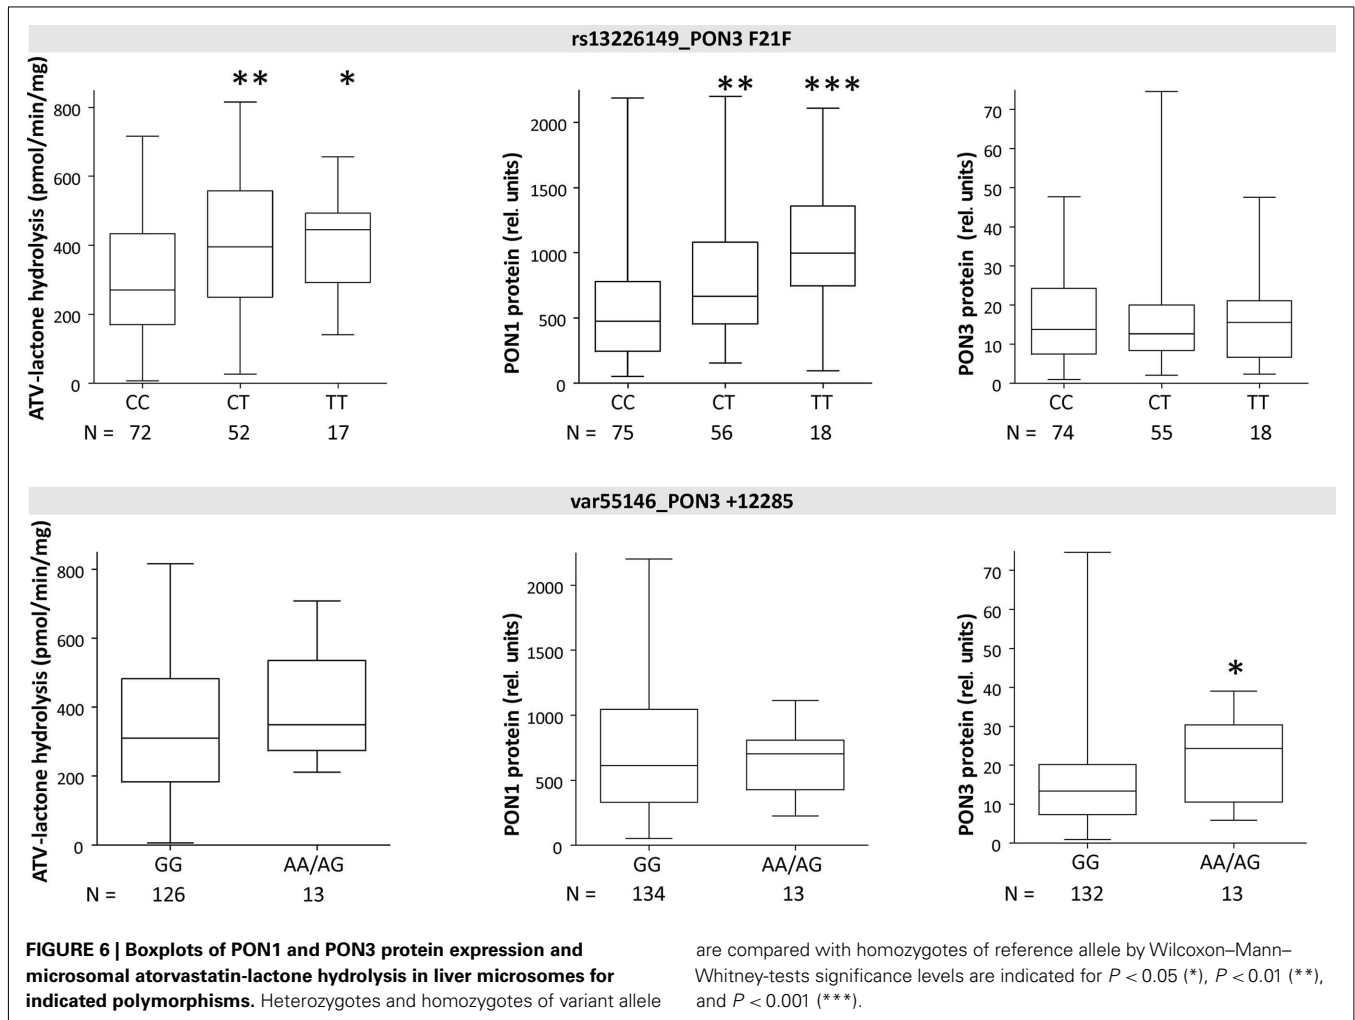 rs13226149_PON3 F21F
ATV-lactone hydrolysis (pmol/min/mg)
800
600
400
200
0
** *
CC CT TT
N = 72 52 17
PON1 protein (rel. units)
2000
1500
1000
500
0
** ***
CC CT TT
N = 75 56 18
PON3 protein (rel. units)
70
60
50
40
30
20
10
0
CC CT TT
N = 74 55 18
var55146_PON3 +12285
ATV-lactone hydrolysis (pmol/min/mg)
800
600
400
200
0
GG AA/AG
N = 126 13
PON1 protein (rel. units)
2000
1500
1000
500
0
GG AA/AG
N = 134 13
PON3 protein (rel. units)
70
60
50
40
30
20
10
0
*
GG AA/AG
N = 132 13
FIGURE 6 | Boxplots of PON1 and PON3 protein expression and
microsomal atorvastatin-lactone hydrolysis in liver microsomes for
indicated polymorphisms. Heterozygotes and homozygotes of variant allele
are compared with homozygotes of reference allele by Wilcoxon–Mann–
Whitney-tests significance levels are indicated for P < 0.05 (*), P < 0.01 (**),
and P < 0.001 (***).